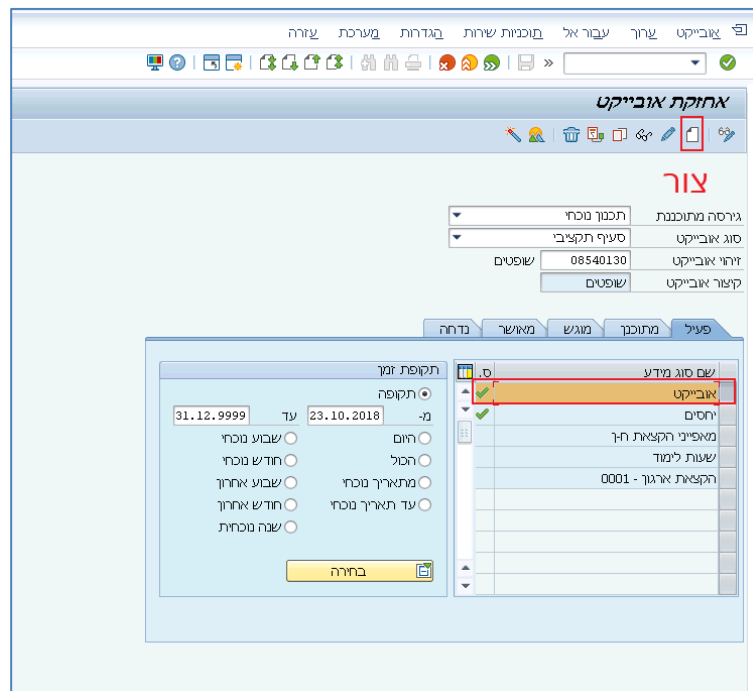 אובייקט ערוך עבור אל תוכניות שירות הגדרות מערכת עזרה
»
אחזקת אובייקט
צור
גירסה מתוכננת תכנון נוכחי
סוג אובייקט סעיף תקציבי
זיהוי אובייקט 08540130 שופטים
קיצור אובייקט שופטים
פעיל מתוכנן מוגש מאושר נדחה
שם סוג מידע ס.
אובייקט
יחסים
מאפייני הקצאת ח-ן
שעות לימוד
הקצאת ארגון - 0001
תקופת זמן
תקופה
מ- 23.10.2018 עד 31.12.9999
היום שבוע נוכחי
הכול חודש נוכחי
מתאריך נוכחי שבוע אחרון
עד תאריך נוכחי חודש אחרון
שנה נוכחית
בחירה